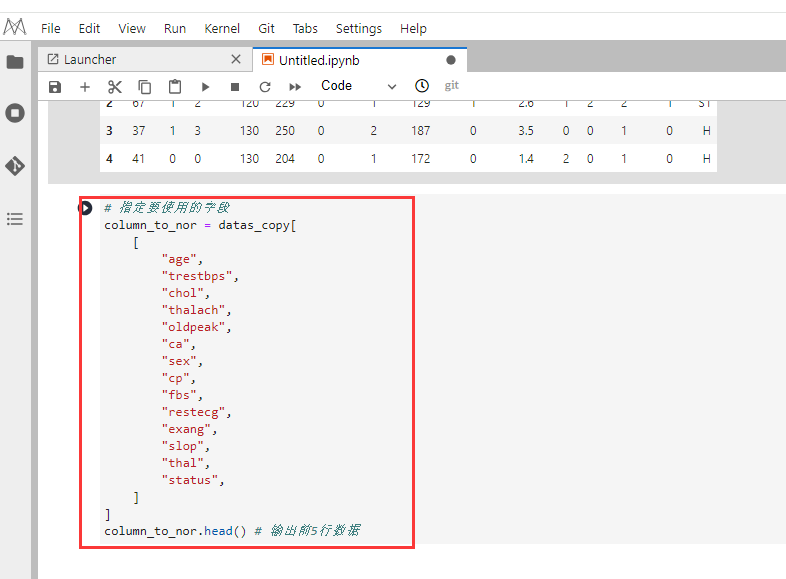 File Edit View Run Kernel Git Tabs Settings Help
Launcher Untitled.ipynb
Code git
2 67 1 2 120 229 0 1 129 1 2.6 1 2 2 1 S1
3 37 1 3 130 250 0 2 187 0 3.5 0 0 1 0 H
4 41 0 0 130 204 0 1 172 0 1.4 2 0 1 0 H
# 指定要使用的字段
column_to_nor = datas_copy[
[
"age",
"trestbps",
"chol",
"thalach",
"oldpeak",
"ca",
"sex",
"cp",
"fbs",
"restecg",
"exang",
"slop",
"thal",
"status",
]
]
column_to_nor.head() # 输出前5行数据